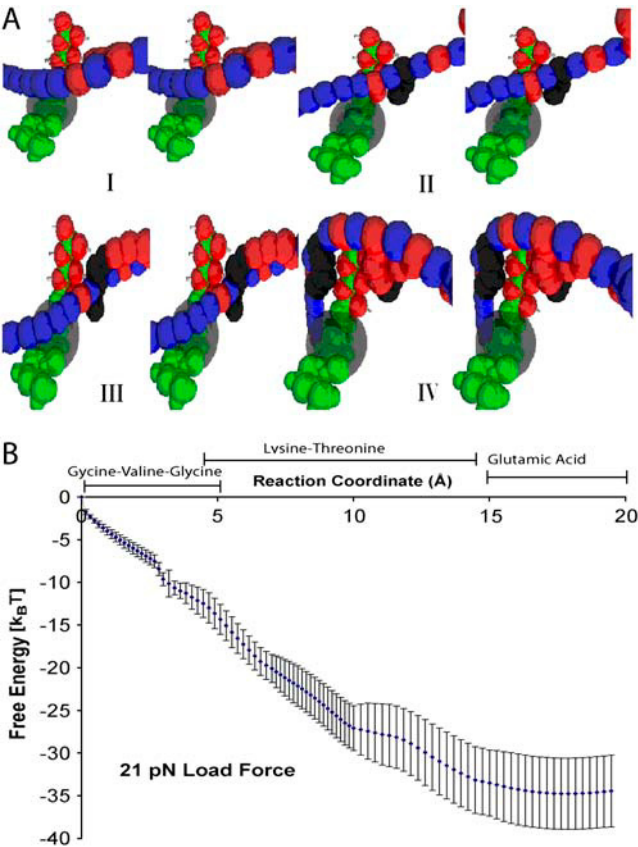 A
I
II
III
IV
B
Lysine-Threonine
Gycine-Valine-Glycine
Glutamic Acid
Reaction Coordinate (Å)
0
5
10
15
20
0
-5
-10
-15
-20
-25
-30
-35
-40
Free Energy [kBT]
21 pN Load Force